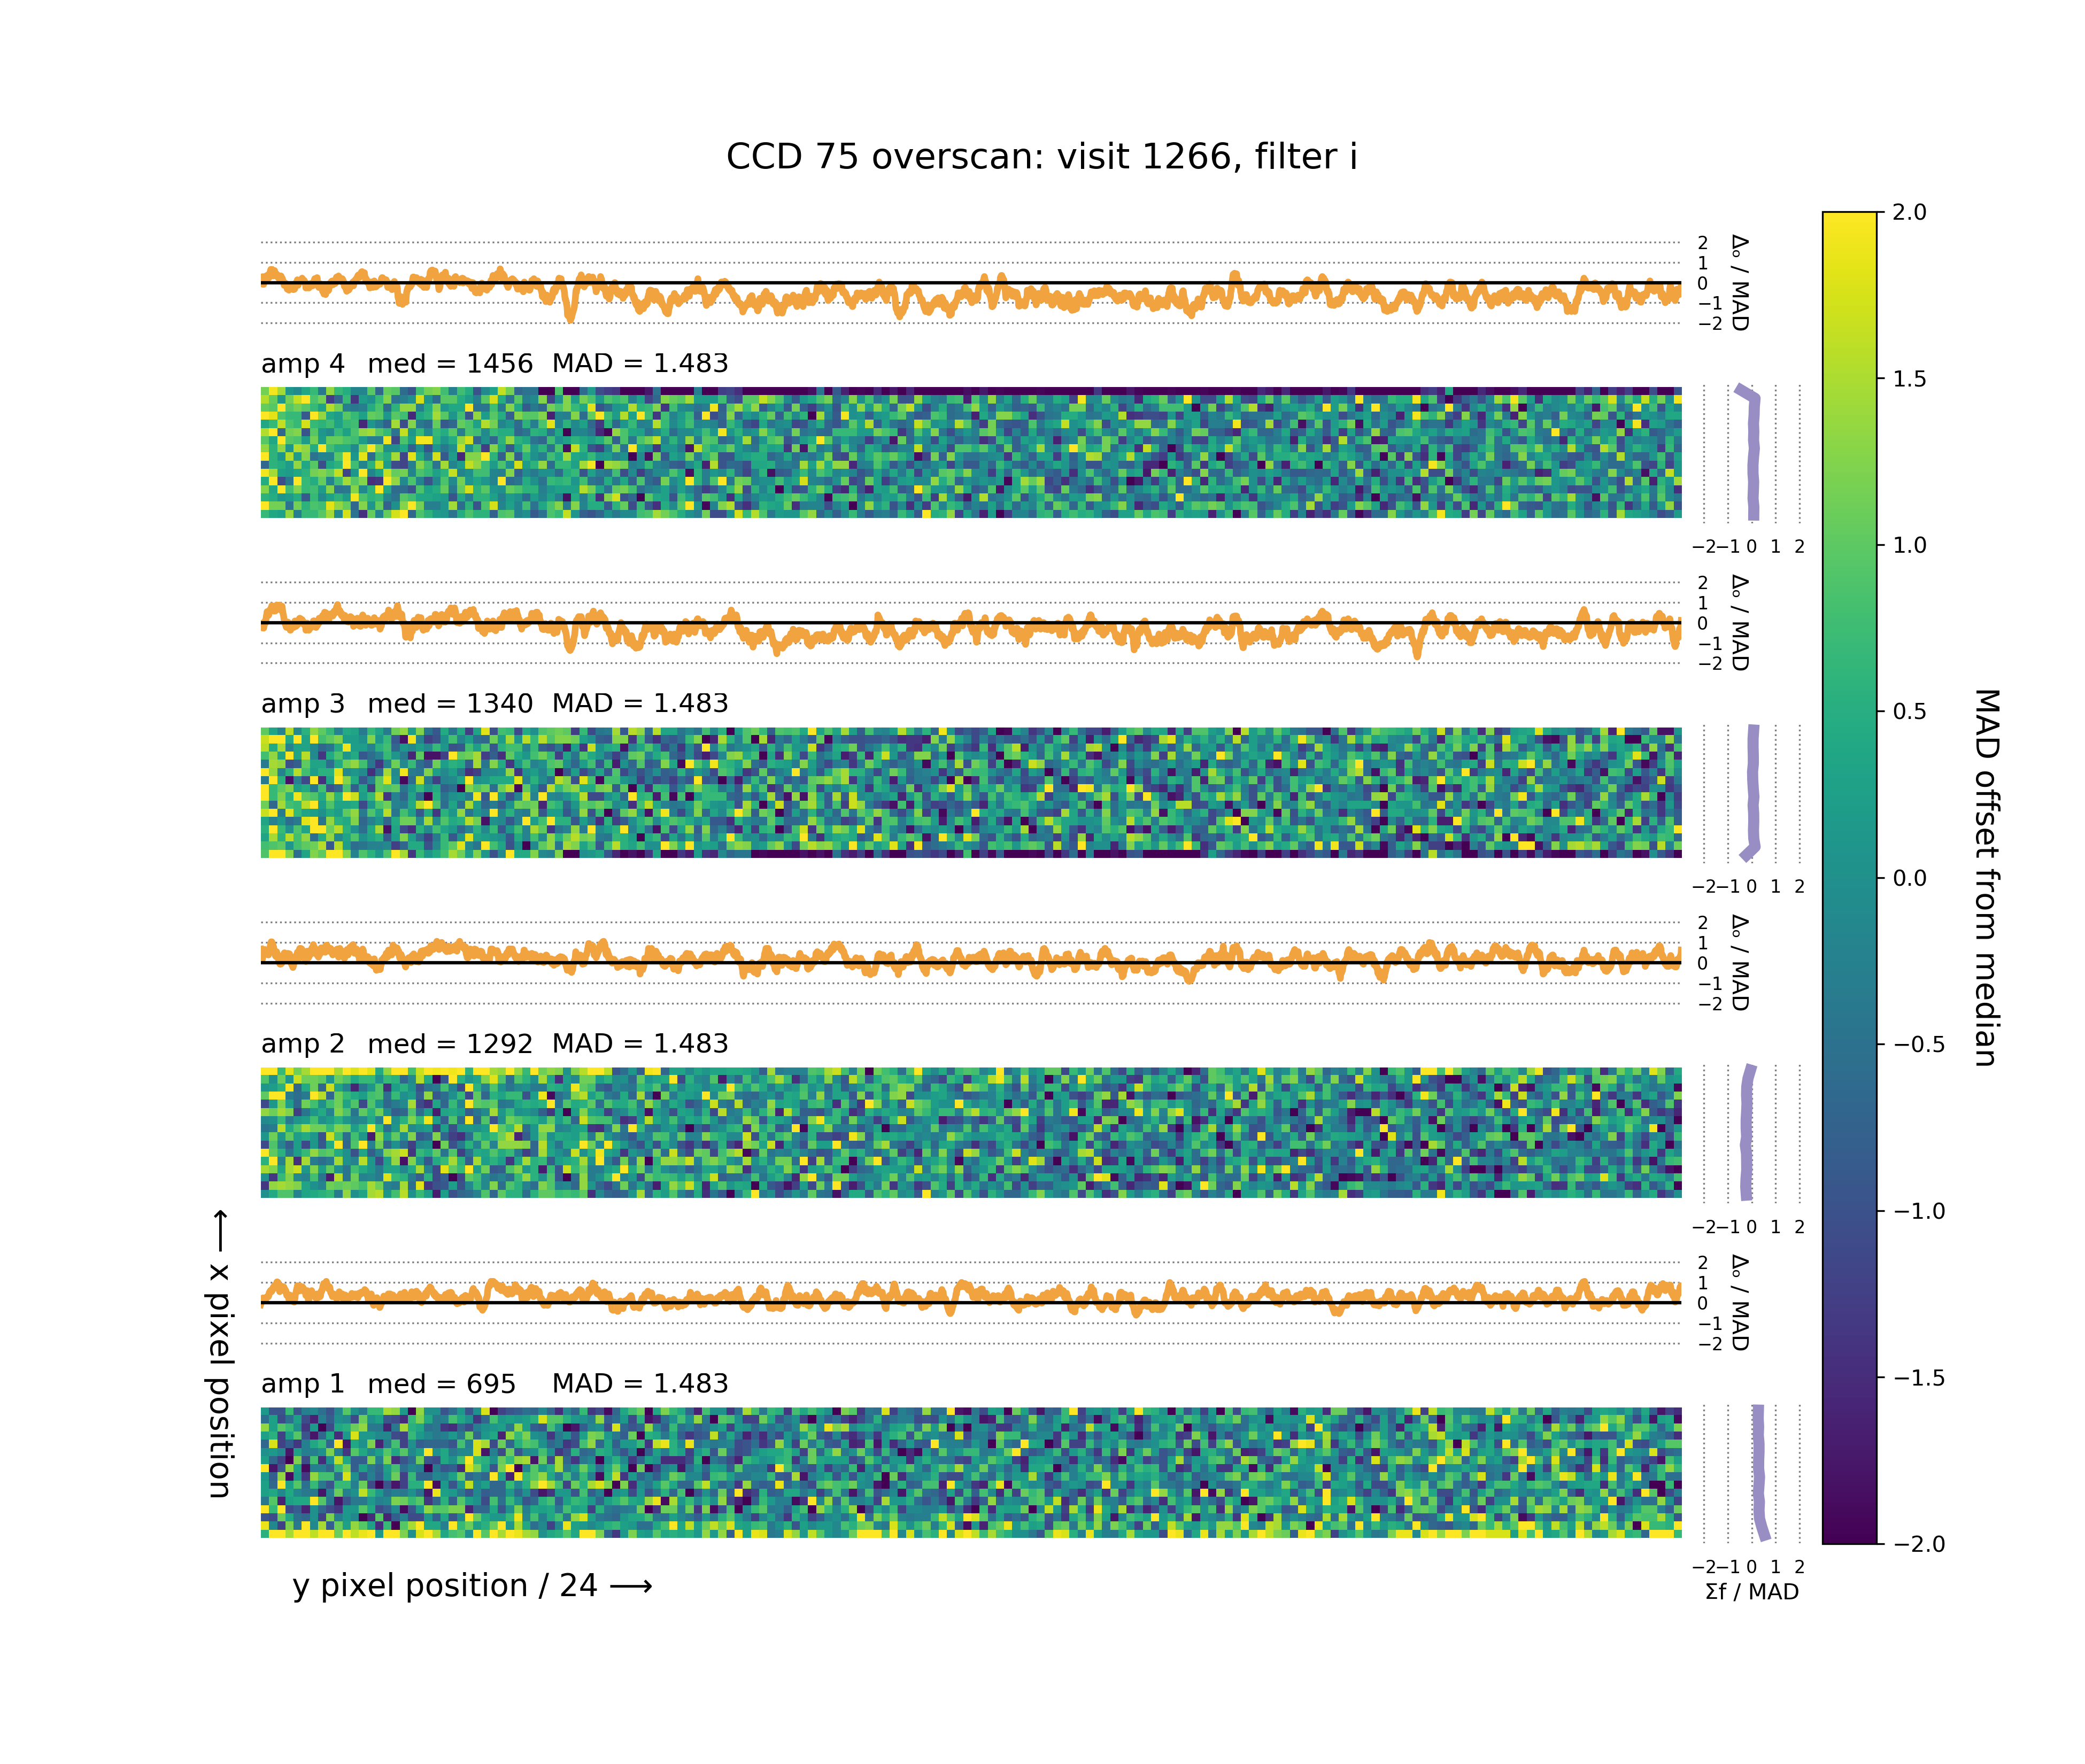 CCD 75 overscan: visit 1266, filter i
2
1
0
−1
−2
Δₒ / MAD
amp 4 med = 1456 MAD = 1.483
−2 −1 0 1 2
2
1
0
−1
−2
Δₒ / MAD
amp 3 med = 1340 MAD = 1.483
−2 −1 0 1 2
2
1
0
−1
−2
Δₒ / MAD
amp 2 med = 1292 MAD = 1.483
−2 −1 0 1 2
2
1
0
−1
−2
Δₒ / MAD
amp 1 med = 695 MAD = 1.483
−2 −1 0 1 2
Σf / MAD
y pixel position / 24 ⟶
⟵ x pixel position
2.0
1.5
1.0
0.5
0.0
−0.5
−1.0
−1.5
−2.0
MAD offset from median